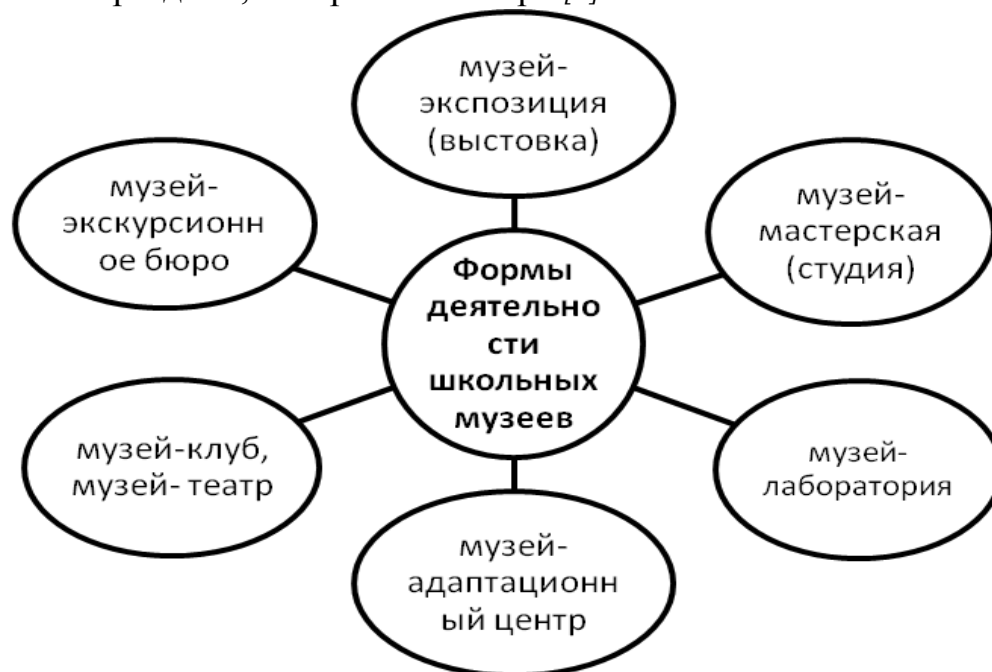 музей-
экспозиция
(выстовка)
музей-
экскурсионн
ое бюро
музей-
мастерская
(студия)
Формы
деятельно
сти
школьных
музеев
музей-клуб,
музей- театр
музей-
лаборатория
музей-
адаптационн
ый центр